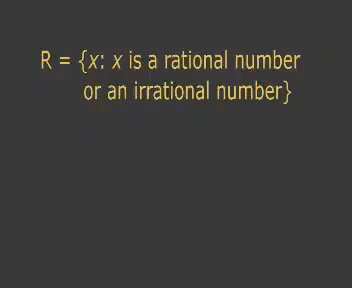 R = {x: x is a rational number
or an irrational number}